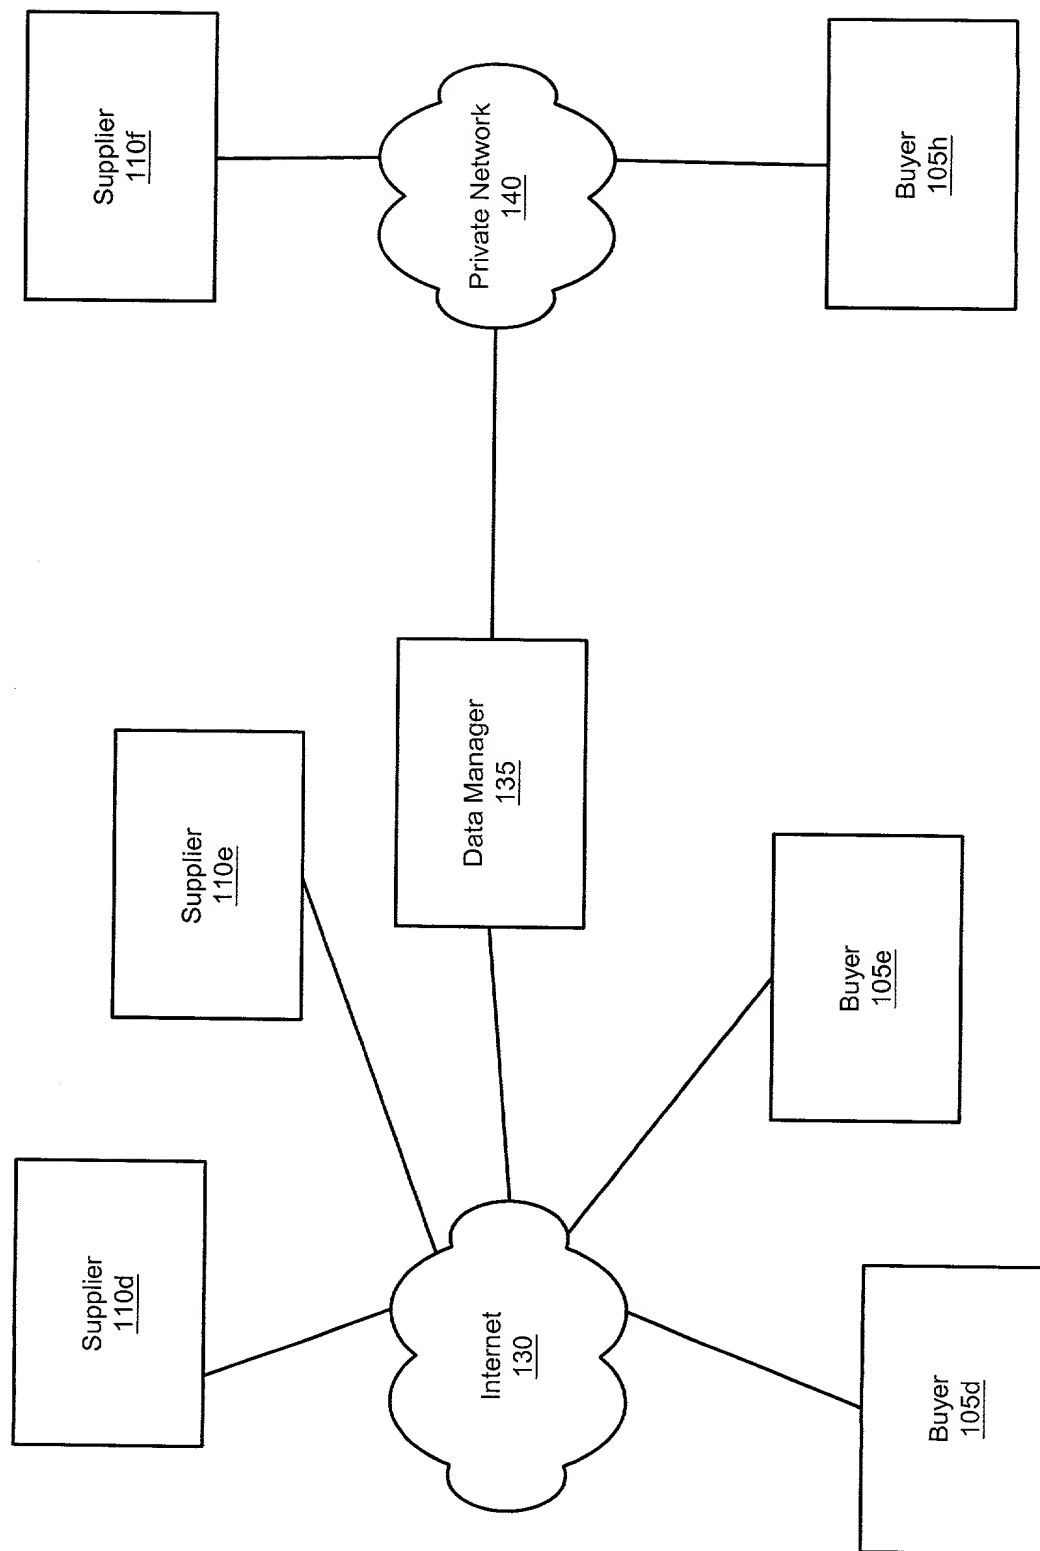 Supplier
110d
Supplier
110e
Supplier
110f
Internet
130
Data Manager
135
Private Network
140
Buyer
105d
Buyer
105e
Buyer
105h